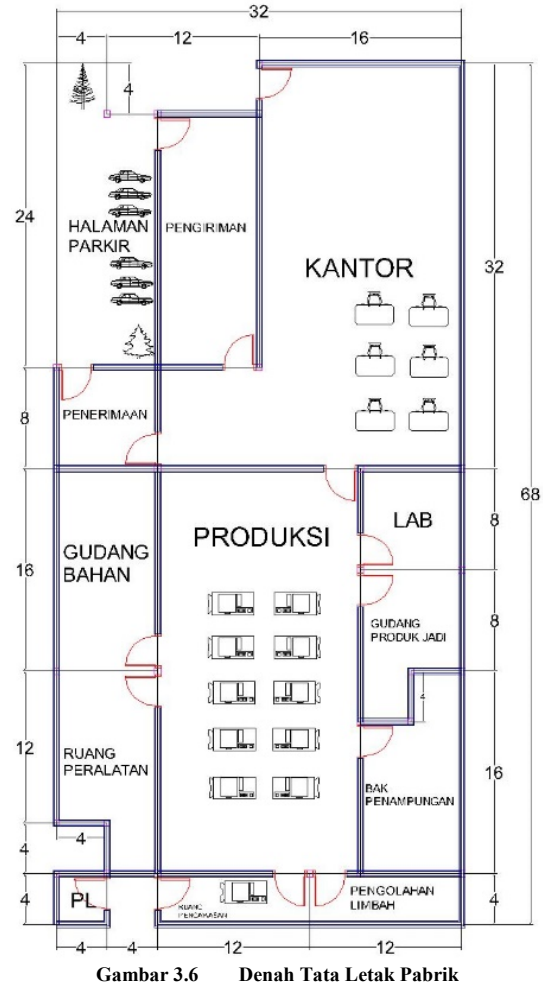 32
4
12
16
4
24
HALAMAN
PARKIR
PENGIRIMAN
KANTOR
32
PENERIMAAN
8
68
PRODUKSI
LAB
8
GUDANG
BAHAN
16
GUDANG
PRODUK JADI
8
4
12
RUANG
PERALATAN
BAK
PENAMPUNGAN
16
4
4
4
PL
RUANG
PENGOLAHAN
LIMBAH
4
4
4
12
12
Gambar 3.6 Denah Tata Letak Pabrik